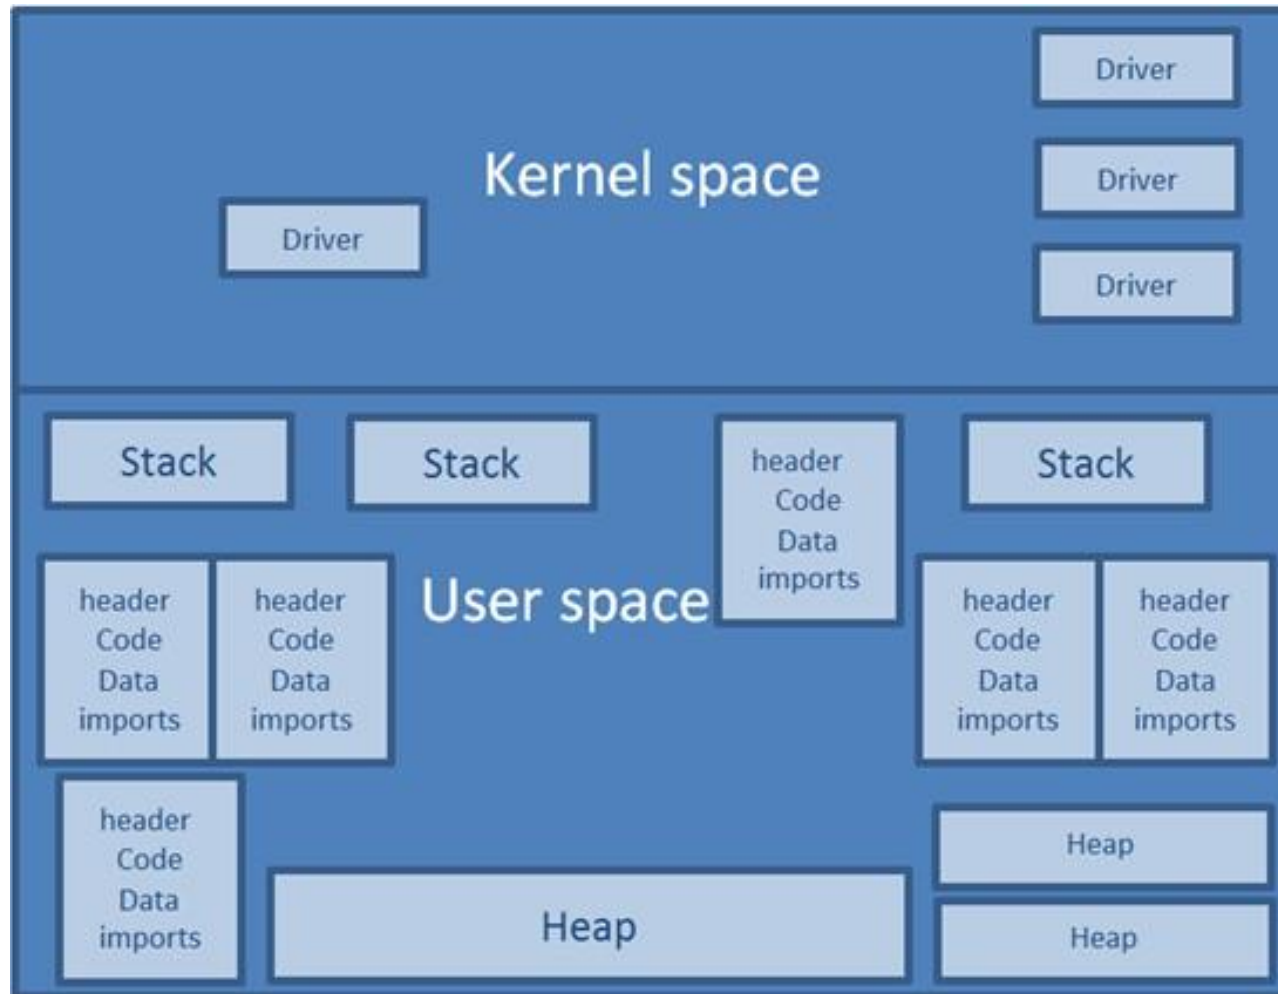 Driver
Kernel space
Driver
Driver
Driver
Stack
Stack
header
Code
Data
imports
Stack
header
Code
Data
imports
header
Code
Data
imports
User space
header
Code
Data
imports
header
Code
Data
imports
header
Code
Data
imports
Heap
Heap
Heap